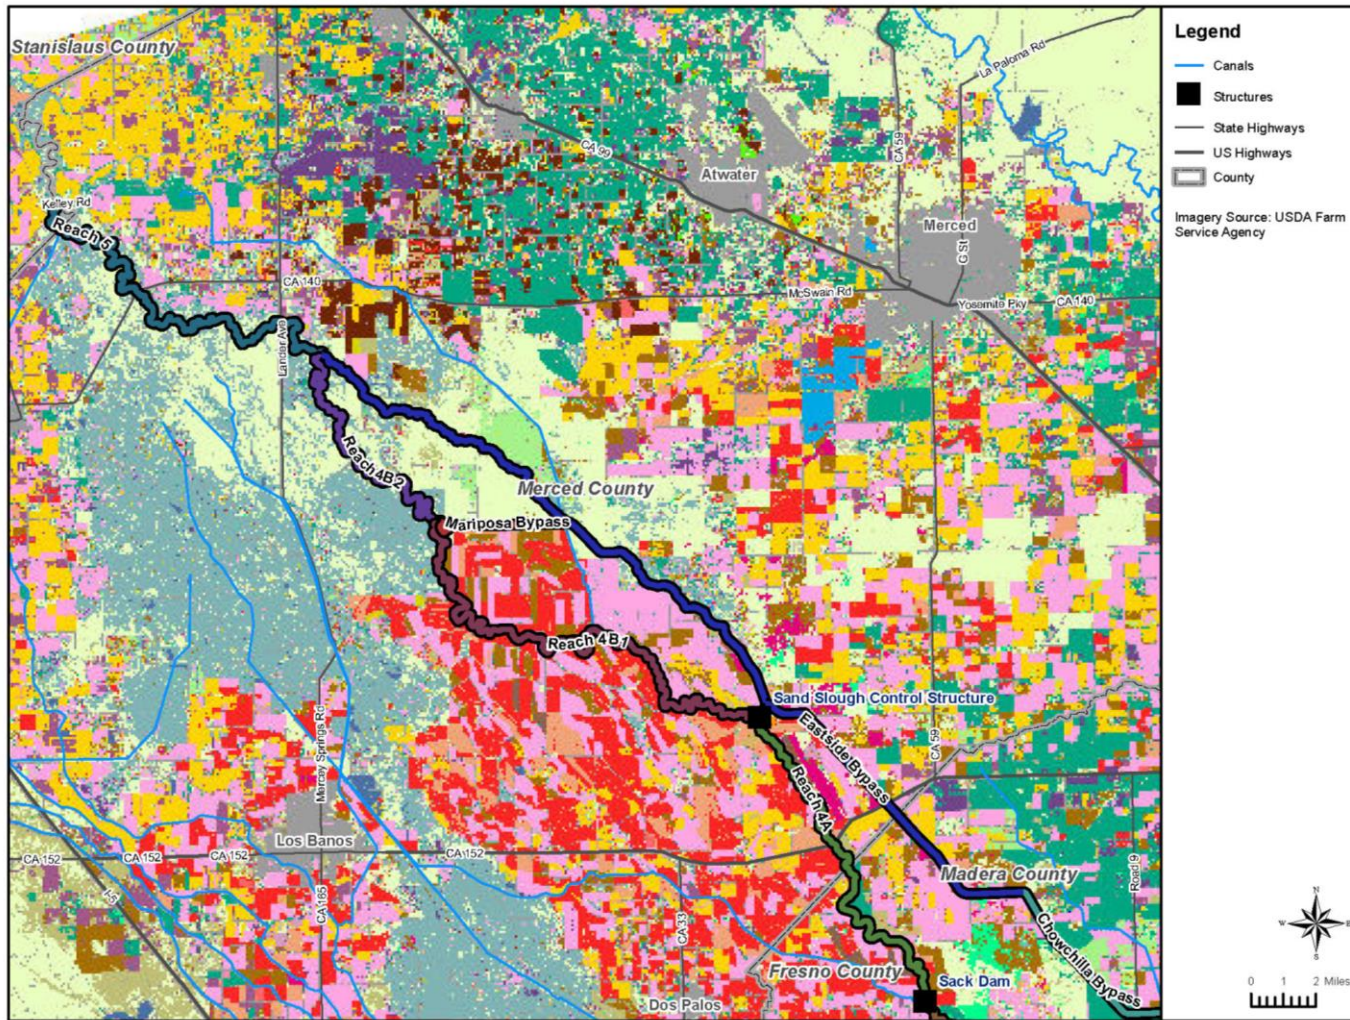 Stanislaus County
Legend
La Paloma Rd
Canals
Structures
CA 59
State Highways
CA 99
US Highways
Atwater
County
Kelley Rd
Imagery Source: USDA Farm
Service Agency
Reach 5
Merced
G St
CA 140
McSwain Rd
Yosemite Pky
CA 140
Lander Ave
Reach 4B2
Merced County
Mariposa Bypass
Reach 4B1
Sand Slough Control Structure
Eastside Bypass
CA 59
Mercey Springs Rd
Reach 4A
Los Banos
CA 152
CA 152
CA 152
CA 152
Madera County
Road 9
I-5
CA 165
CA 33
Chowchilla Bypass
N
W
E
S
Fresno County
Sack Dam
Dos Palos
0 1 2 Miles